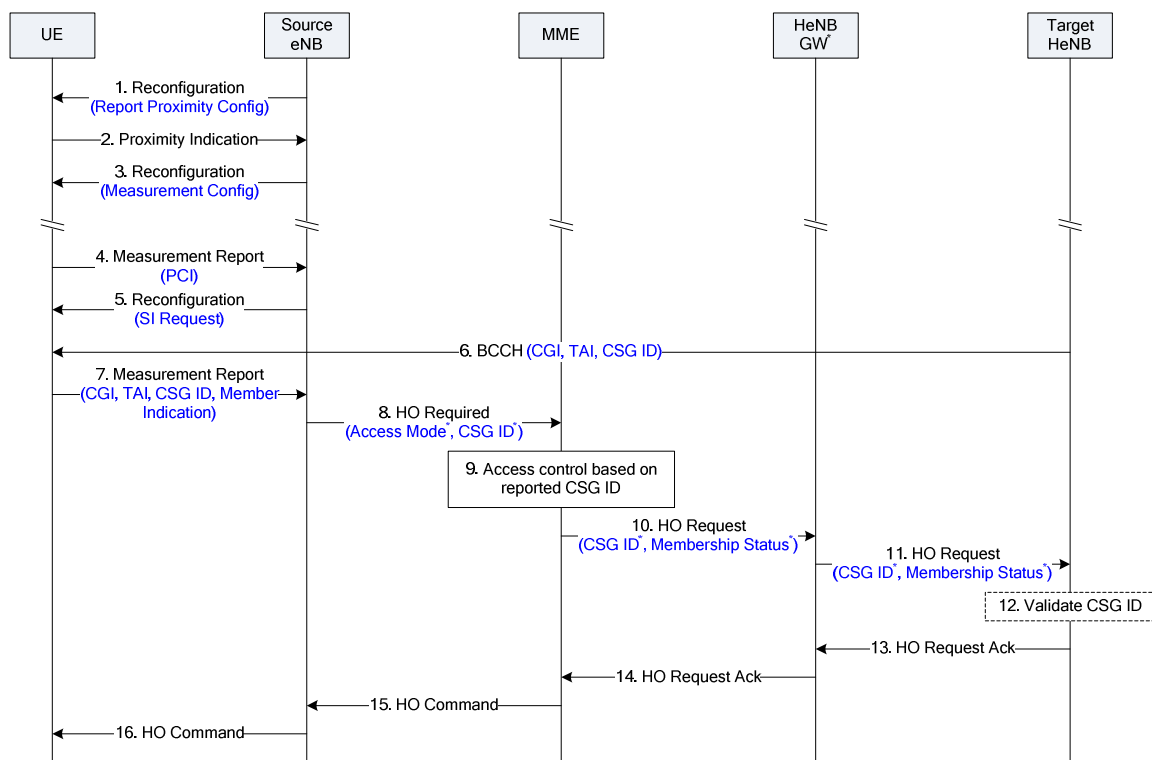 UE
Source
eNB
MME
HeNB
GW*
Target
HeNB
1. Reconfiguration
(Report Proximity Config)
2. Proximity Indication
3. Reconfiguration
(Measurement Config)
4. Measurement Report
(PCI)
5. Reconfiguration
(SI Request)
6. BCCH (CGI, TAI, CSG ID)
7. Measurement Report
(CGI, TAI, CSG ID, Member
Indication)
8. HO Required
(Access Mode*, CSG ID*)
9. Access control based on
reported CSG ID
10. HO Request
(CSG ID*, Membership Status*)
11. HO Request
(CSG ID*, Membership Status*)
12. Validate CSG ID
13. HO Request Ack
14. HO Request Ack
15. HO Command
16. HO Command